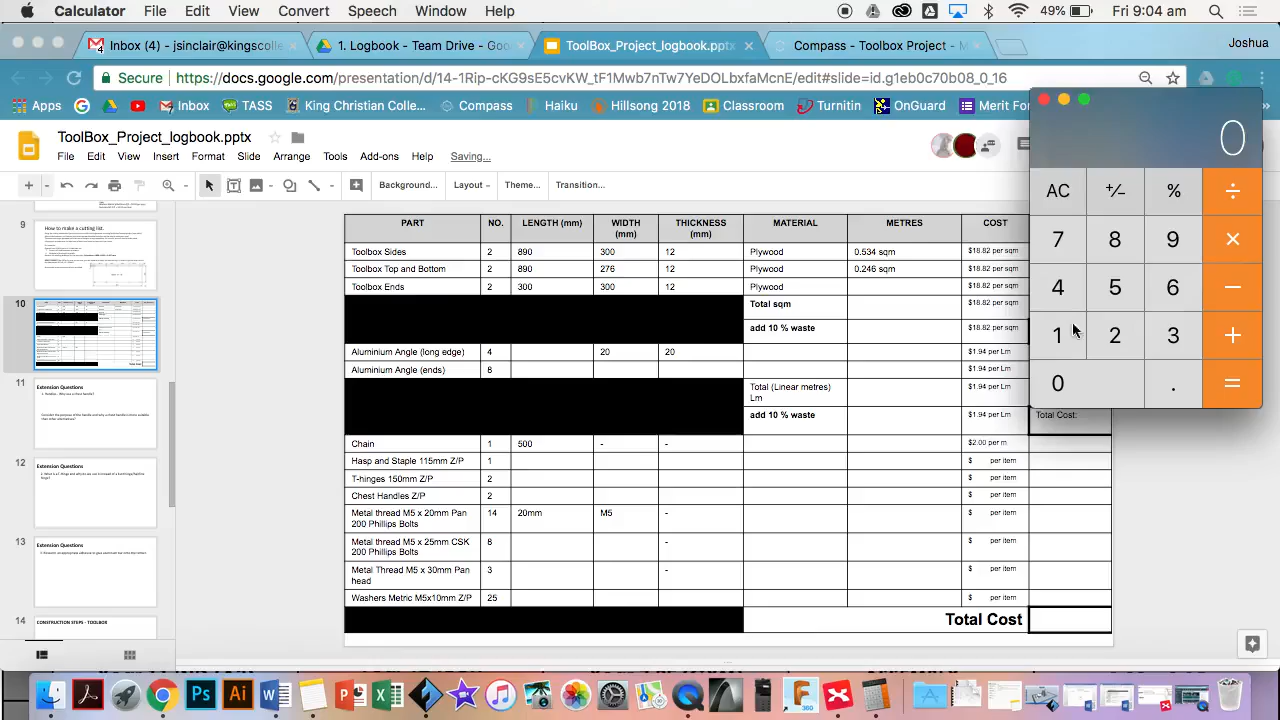 Calculator File Edit View Convert Speech Window Help 49% Fri 9:04 am
Inbox (4) - jsinclair@kingscolle
1. Logbook - Team Drive - Goo
ToolBox_Project_logbook.pptx
Compass - Toolbox Project - M
Joshua
Secure https://docs.google.com/presentation/d/14-1Rip-cKG9sE5cvKW_tF1Mwb7nTw7YeDOLbxfaMdnE/edit#slide=id.g1eb0c70b08_0_16
Apps Inbox TASS King Christian Colle... Compass Haiku Hillsong 2018 Classroom Turnitin OnGuard Merit For
ToolBox_Project_logbook.pptx
File Edit View Insert Format Slide Arrange Tools Add-ons Help Saving...
Background... Layout Theme... Transition...
0
AC +/- % ÷
7 8 9 ×
4 5 6 −
1 2 3 +
0 . =
9
How to make a cutting list.
10
11
Extension Questions
12
Extension Questions
13
Extension Questions
14
CONSTRUCTION STEPS - TOOLBOX
PART NO. LENGTH (mm) WIDTH (mm) THICKNESS (mm) MATERIAL METRES COST
Toolbox Sides 2 890 300 12 Plywood 0.534 sqm $18.82 per sqm
Toolbox Top and Bottom 2 890 276 12 Plywood 0.246 sqm $18.82 per sqm
Toolbox Ends 2 300 300 12 Plywood $18.82 per sqm
Total sqm $18.82 per sqm
add 10 % waste $18.82 per sqm
Aluminium Angle (long edge) 4 20 20 $1.94 per Lm
Aluminium Angle (ends) 8 $1.94 per Lm
Total (Linear metres) $1.94 per Lm
Lm
add 10 % waste $1.94 per Lm Total Cost:
Chain 1 500 - - $2.00 per m
Hasp and Staple 115mm Z/P 1 $ per item
T-hinges 150mm Z/P 2 $ per item
Chest Handles Z/P 2 $ per item
Metal thread M5 x 20mm Pan 14 20mm M5 - $ per item
200 Phillips Bolts
Metal thread M5 x 25mm CSK 8 - $ per item
200 Phillips Bolts
Metal Thread M5 x 30mm Pan 3 - $ per item
head
Washers Metric M5x10mm Z/P 25 $ per item
Total Cost